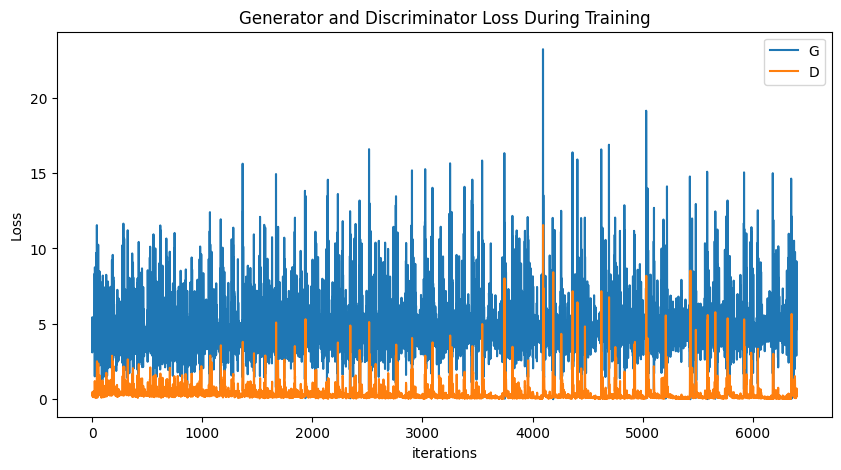 Generator and Discriminator Loss During Training
G
D
Loss
20
15
10
5
0
0 1000 2000 3000 4000 5000 6000
iterations